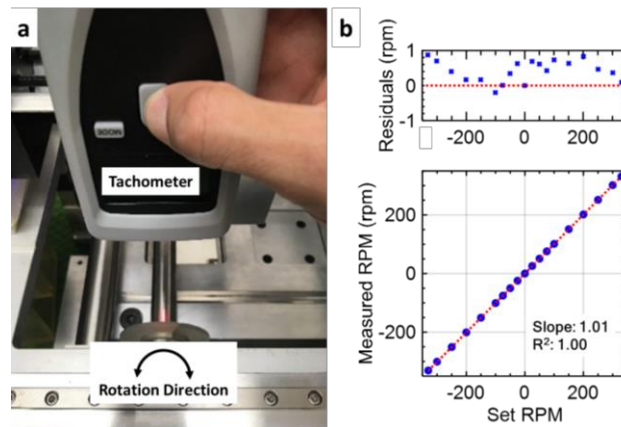 a
MODE
Tachometer
Rotation Direction
b
Residuals (rpm)
1
0
-1
-200
0
200
Measured RPM (rpm)
200
0
-200
Slope: 1.01
R²: 1.00
-200
0
200
Set RPM